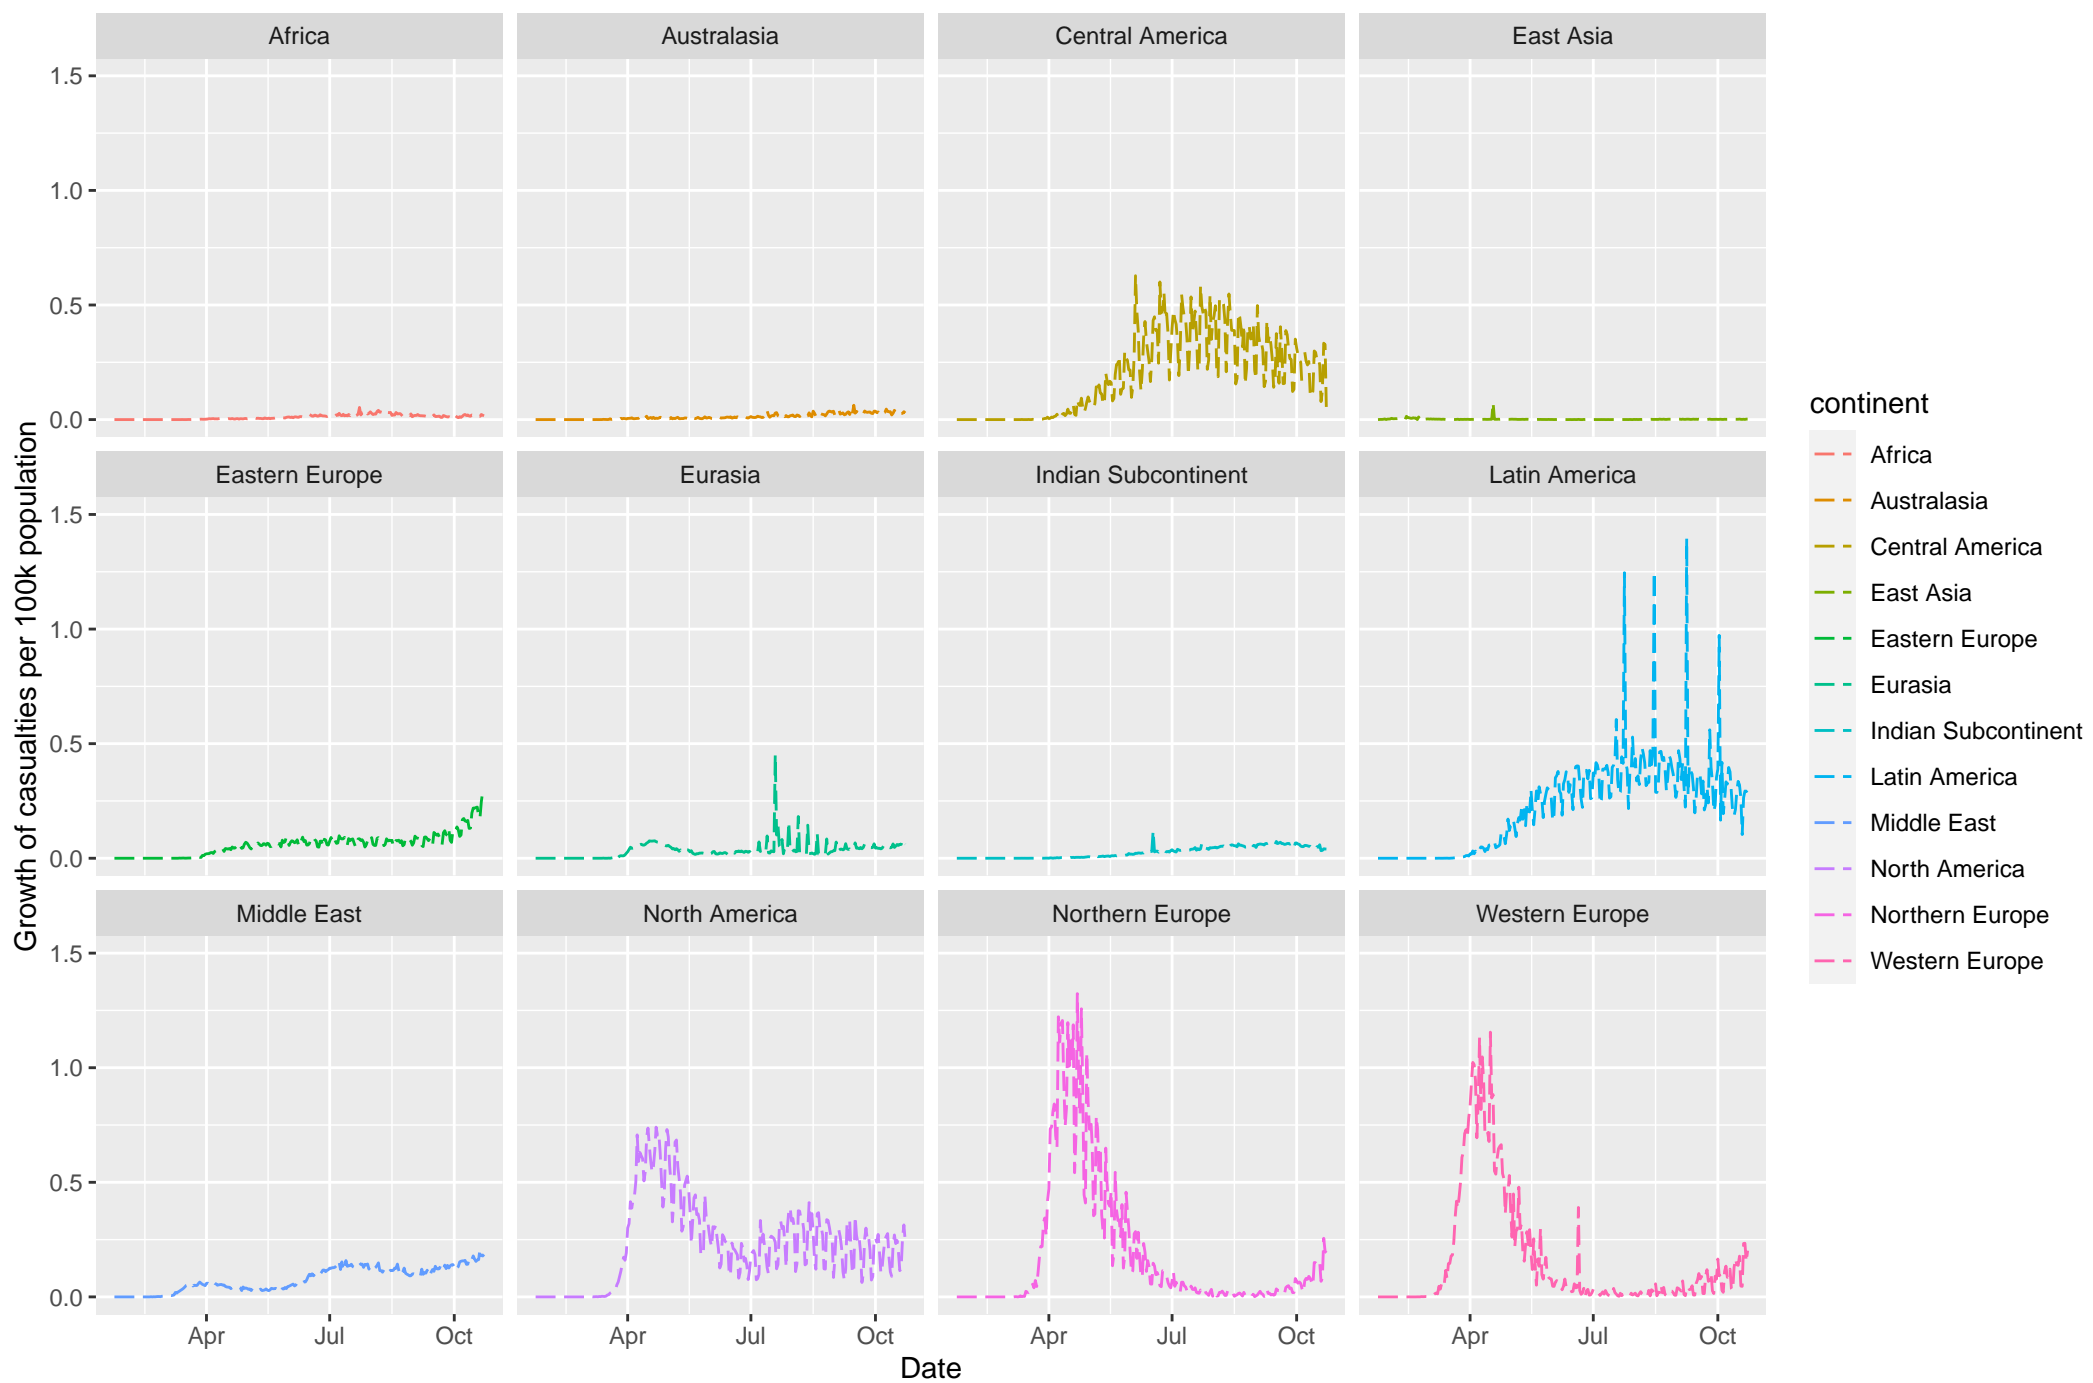 Africa
Australasia
Central America
East Asia
1.5
1.0
0.5
0.0
Eastern Europe
Eurasia
Indian Subcontinent
Latin America
1.5
1.0
0.5
0.0
Middle East
North America
Northern Europe
Western Europe
1.5
1.0
0.5
0.0
Apr Jul Oct
Apr Jul Oct
Apr Jul Oct
Apr Jul Oct
Date
Growth of casualties per 100k population
continent
Africa
Australasia
Central America
East Asia
Eastern Europe
Eurasia
Indian Subcontinent
Latin America
Middle East
North America
Northern Europe
Western Europe